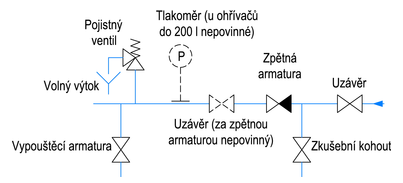 Tlakoměr (u ohřívačů
do 200 l nepovinné)
Pojistný
ventil
P
Zpětná
armatura
Volný výtok
Uzávěr
Vypouštěcí armatura
Uzávěr (za zpětnou
armaturou nepovinný)
Zkušební kohout